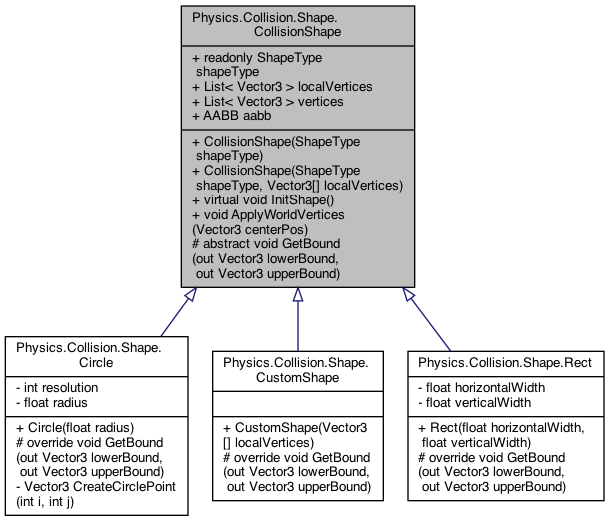 Physics.Collision.Shape.
CollisionShape
+ readonly ShapeType
shapeType
+ List< Vector3 > localVertices
+ List< Vector3 > vertices
+ AABB aabb
+ CollisionShape(ShapeType
shapeType)
+ CollisionShape(ShapeType
shapeType, Vector3[] localVertices)
+ virtual void InitShape()
+ void ApplyWorldVertices
(Vector3 centerPos)
# abstract void GetBound
(out Vector3 lowerBound,
out Vector3 upperBound)
Physics.Collision.Shape.
Circle
- int resolution
- float radius
+ Circle(float radius)
# override void GetBound
(out Vector3 lowerBound,
out Vector3 upperBound)
- Vector3 CreateCirclePoint
(int i, int j)
Physics.Collision.Shape.
CustomShape
+ CustomShape(Vector3
[] localVertices)
# override void GetBound
(out Vector3 lowerBound,
out Vector3 upperBound)
Physics.Collision.Shape.Rect
- float horizontalWidth
- float verticalWidth
+ Rect(float horizontalWidth,
float verticalWidth)
# override void GetBound
(out Vector3 lowerBound,
out Vector3 upperBound)